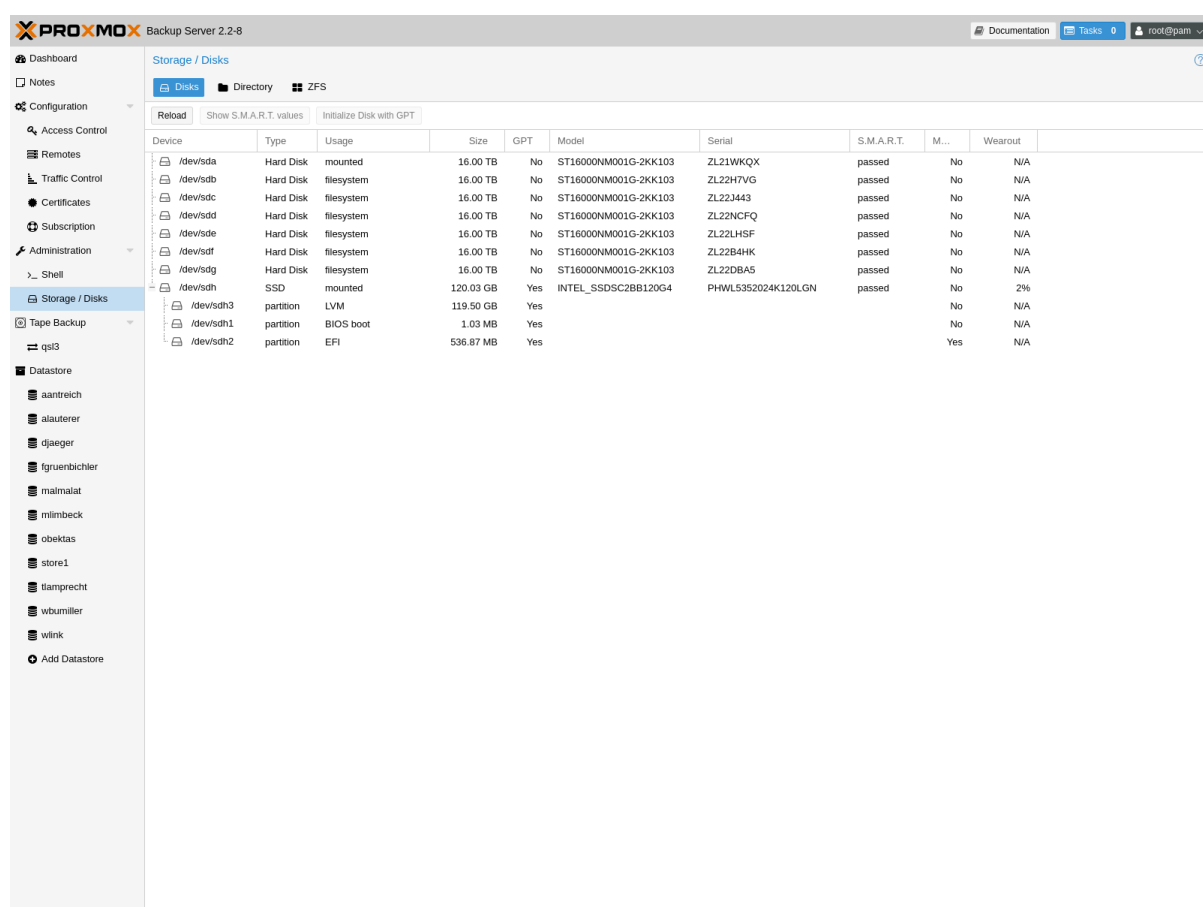 PROXMOX Backup Server 2.2-8 Documentation Tasks 0 root@pam
Dashboard
Notes
Configuration
Access Control
Remotes
Traffic Control
Certificates
Subscription
Administration
Shell
Storage / Disks
Tape Backup
qsl3
Datastore
aantreich
alauterer
djaeger
fgruenbichler
malmalat
mlimbeck
obektas
store1
tlamprecht
wbumiller
wlink
Add Datastore
Storage / Disks
Disks Directory ZFS
Reload Show S.M.A.R.T. values Initialize Disk with GPT
Device Type Usage Size GPT Model Serial S.M.A.R.T. M... Wearout
/dev/sda Hard Disk mounted 16.00 TB No ST16000NM001G-2KK103 ZL21WKQX passed No N/A
/dev/sdb Hard Disk filesystem 16.00 TB No ST16000NM001G-2KK103 ZL22H7VG passed No N/A
/dev/sdc Hard Disk filesystem 16.00 TB No ST16000NM001G-2KK103 ZL22J443 passed No N/A
/dev/sdd Hard Disk filesystem 16.00 TB No ST16000NM001G-2KK103 ZL22NCFQ passed No N/A
/dev/sde Hard Disk filesystem 16.00 TB No ST16000NM001G-2KK103 ZL22LHSF passed No N/A
/dev/sdf Hard Disk filesystem 16.00 TB No ST16000NM001G-2KK103 ZL22B4HK passed No N/A
/dev/sdg Hard Disk filesystem 16.00 TB No ST16000NM001G-2KK103 ZL22DBA5 passed No N/A
/dev/sdh SSD mounted 120.03 GB Yes INTEL_SSDSC2BB120G4 PHWL5352024K120LGN passed No 2%
/dev/sdh3 partition LVM 119.50 GB Yes No N/A
/dev/sdh1 partition BIOS boot 1.03 MB Yes No N/A
/dev/sdh2 partition EFI 536.87 MB Yes Yes N/A